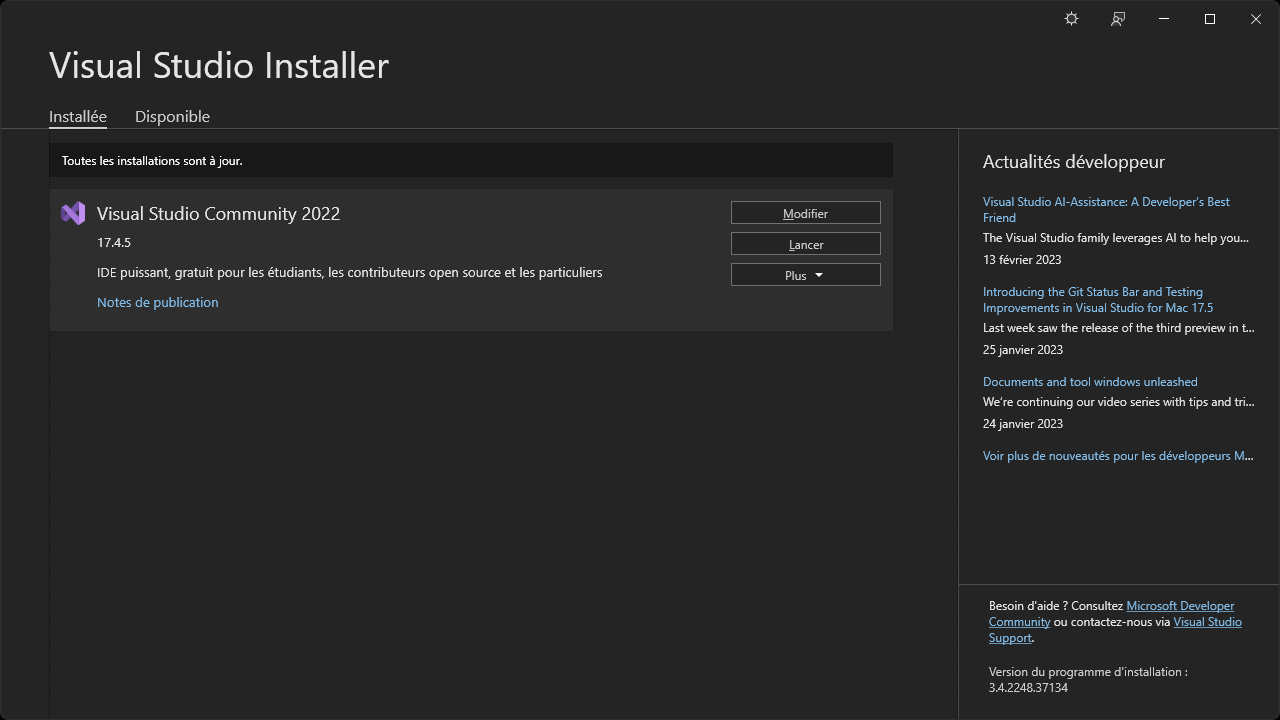 Visual Studio Installer
Installée
Disponible
Toutes les installations sont à jour.
Visual Studio Community 2022
17.4.5
IDE puissant, gratuit pour les étudiants, les contributeurs open source et les particuliers
Notes de publication
Modifier
Lancer
Plus
Actualités développeur
Visual Studio AI-Assistance: A Developer's Best
Friend
The Visual Studio family leverages AI to help you...
13 février 2023
Introducing the Git Status Bar and Testing
Improvements in Visual Studio for Mac 17.5
Last week saw the release of the third preview in t...
25 janvier 2023
Documents and tool windows unleashed
We're continuing our video series with tips and tri...
24 janvier 2023
Voir plus de nouveautés pour les développeurs M...
Besoin d'aide ? Consultez Microsoft Developer
Community ou contactez-nous via Visual Studio
Support.
Version du programme d'installation :
3.4.2248.37134